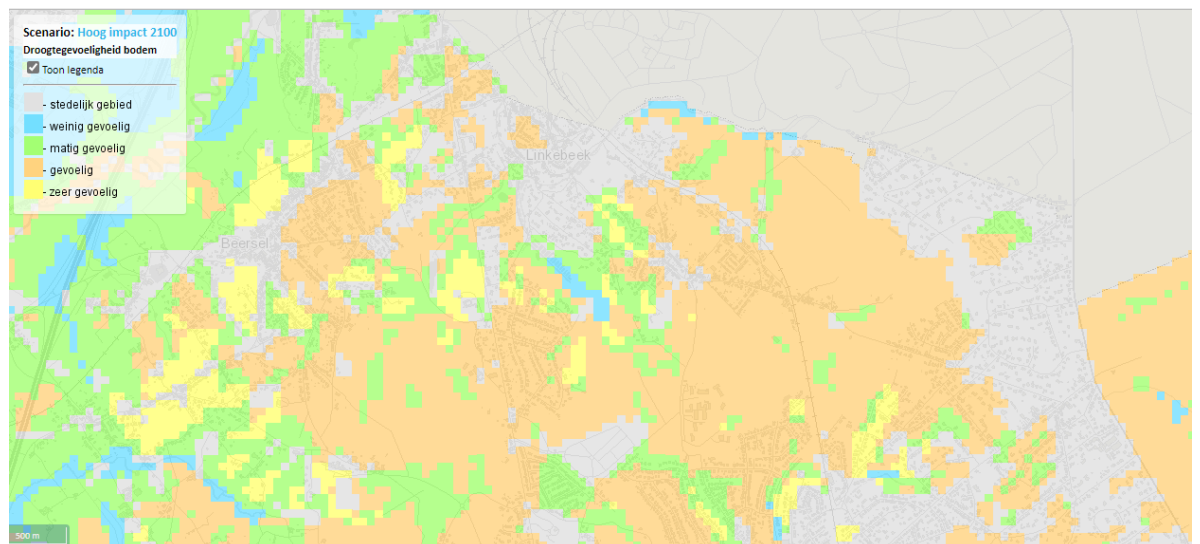 Scenario: Hoog impact 2100
Droogtegevoeligheid bodem
Toon legenda
- stedelijk gebied
- weinig gevoelig
- matig gevoelig
- gevoelig
- zeer gevoelig
Linkebeek
Beersel
500 m